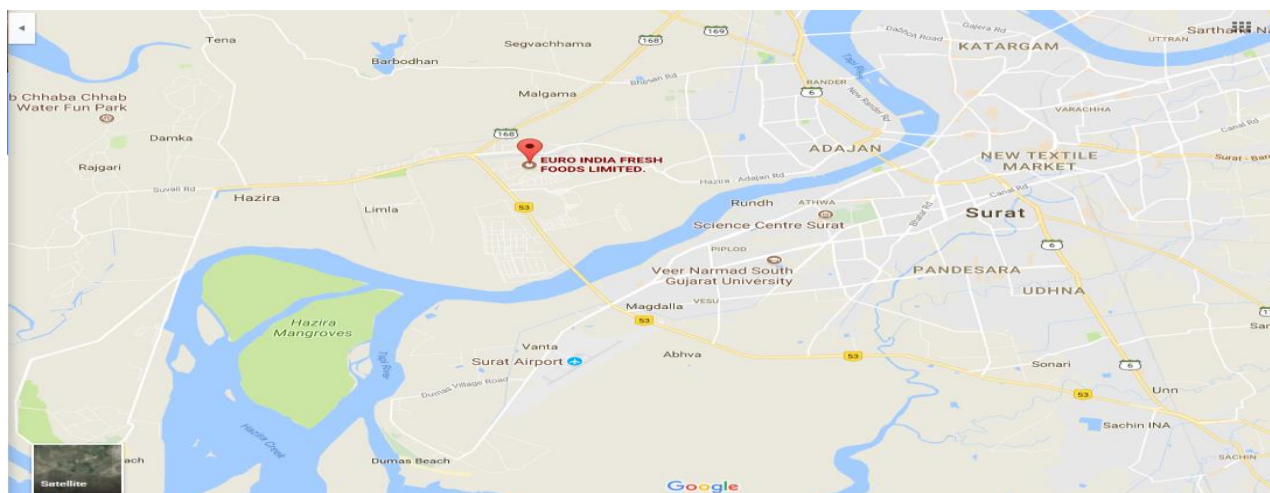 Tena
Segvachhama
168
169
Dabholi Road
Gajera Rd
KATARGAM
UTTRAN
Barbodhan
Bhesan Rd
Tapi River
RANDER
New Rander Rd
6
b Chhaba Chhab
Water Fun Park
Malgama
VARACHHA
Canal Rd
Damka
168
ADAJAN
NEW TEXTILE
MARKET
EURO INDIA FRESH
FOODS LIMITED.
Rajgari
Hazira - Adajan Rd
Canal Rd
Suvali Rd
Hazira
Limla
53
Rundh
ATHWA
Bhatar Rd
Surat
Science Centre Surat
6
PIPLOD
Veer Narmad South
Gujarat University
PANDESARA
UDHNA
Magdalla
VESU
53
Hazira
Mangroves
Tapi River
Vanta
Surat Airport
Abhva
53
Sonari
6
Dumas Village Road
Unn
53
Sachin INA
Hazira Creek
Dumas Beach
SACHIN
ach
Satellite
Google